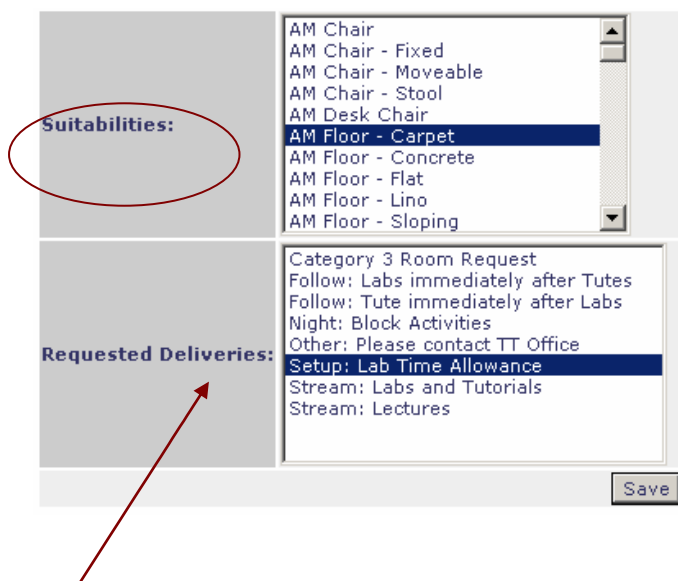 Suitabilities:
AM Chair
AM Chair - Fixed
AM Chair - Moveable
AM Chair - Stool
AM Desk Chair
AM Floor - Carpet
AM Floor - Concrete
AM Floor - Flat
AM Floor - Lino
AM Floor - Sloping
Requested Deliveries:
Category 3 Room Request
Follow: Labs immediately after Tutes
Follow: Tute immediately after Labs
Night: Block Activities
Other: Please contact TT Office
Setup: Lab Time Allowance
Stream: Labs and Tutorials
Stream: Lectures
Save